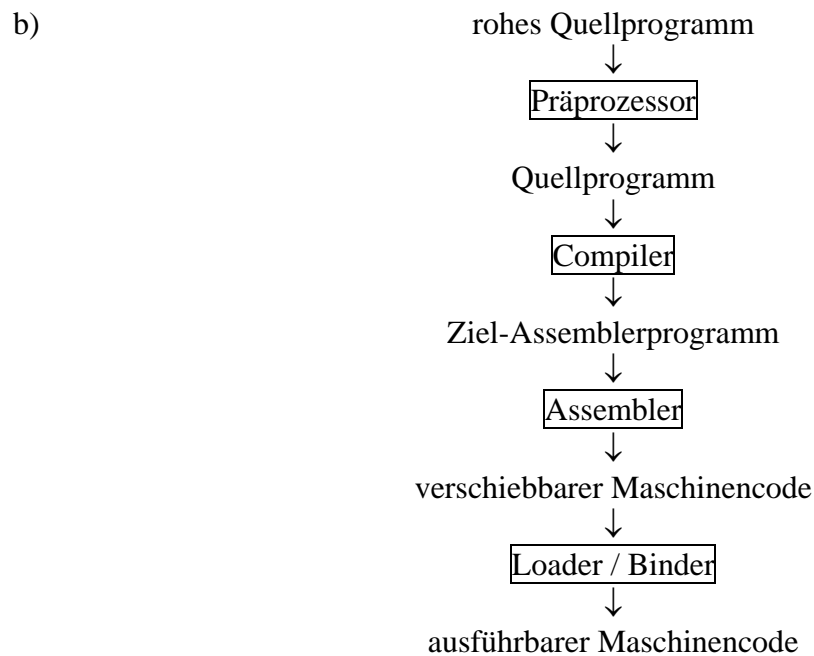 b) rohes Quellprogramm
↓
Präprozessor
↓
Quellprogramm
↓
Compiler
↓
Ziel-Assemblerprogramm
↓
Assembler
↓
verschiebbarer Maschinencode
↓
Loader / Binder
↓
ausführbarer Maschinencode